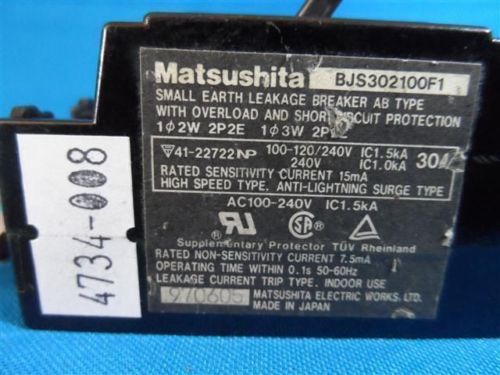 Matsushita BJS302100F1
SMALL EARTH LEAKAGE BREAKER AB TYPE
WITH OVERLOAD AND SHORT CIRCUIT PROTECTION
1ϕ2W 2P2E 1ϕ3W 2P
▽41-22722 NP 100-120/240V IC1.5kA 30A
240V IC1.0kA
RATED SENSITIVITY CURRENT 15mA
HIGH SPEED TYPE. ANTI-LIGHTNING SURGE TYPE
AC100-240V IC1.5kA
Supplementary Protector TÜV Rheinland
RATED NON-SENSITIVITY CURRENT 7.5mA
OPERATING TIME WITHIN 0.1s 50-60Hz
LEAKAGE CURRENT TRIP TYPE. INDOOR USE
970605 MATSUSHITA ELECTRIC WORKS. LTD.
MADE IN JAPAN
4734-008